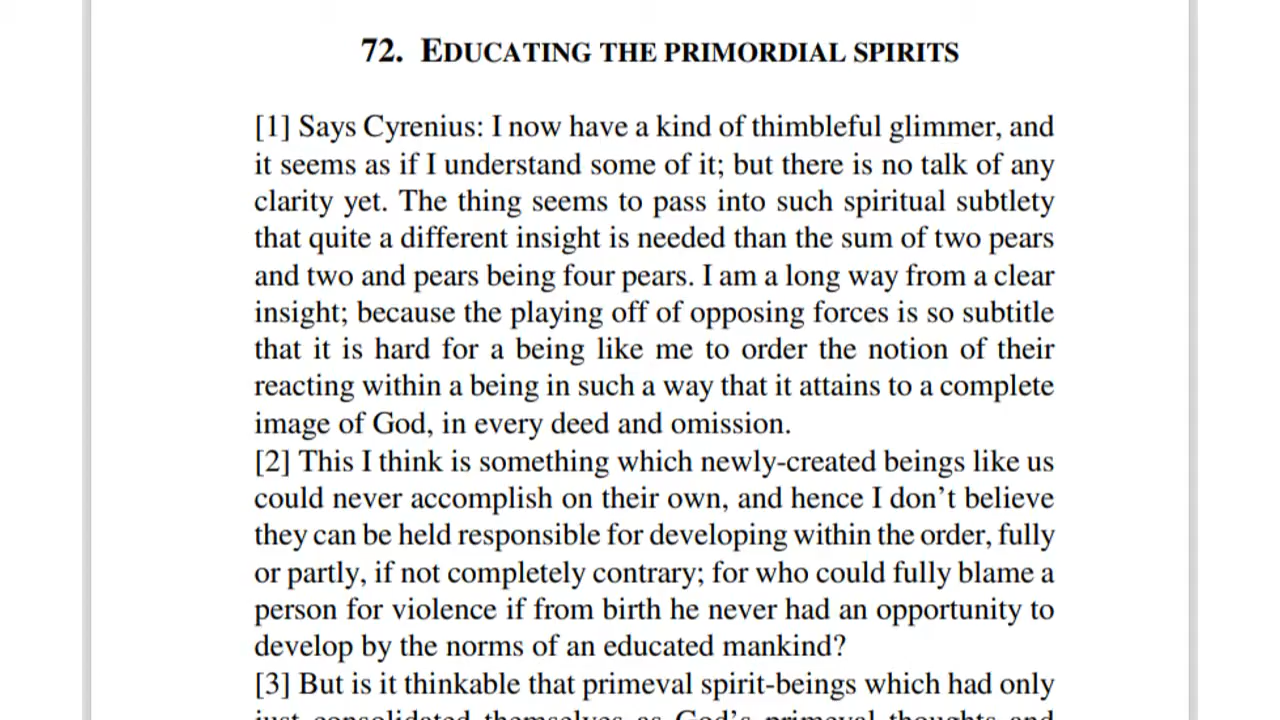 72. EDUCATING THE PRIMORDIAL SPIRITS
[1] Says Cyrenius: I now have a kind of thimbleful glimmer, and
it seems as if I understand some of it; but there is no talk of any
clarity yet. The thing seems to pass into such spiritual subtlety
that quite a different insight is needed than the sum of two pears
and two and pears being four pears. I am a long way from a clear
insight; because the playing off of opposing forces is so subtitle
that it is hard for a being like me to order the notion of their
reacting within a being in such a way that it attains to a complete
image of God, in every deed and omission.
[2] This I think is something which newly-created beings like us
could never accomplish on their own, and hence I don’t believe
they can be held responsible for developing within the order, fully
or partly, if not completely contrary; for who could fully blame a
person for violence if from birth he never had an opportunity to
develop by the norms of an educated mankind?
[3] But is it thinkable that primeval spirit-beings which had only
just consolidated themselves as God’s primeval thoughts and